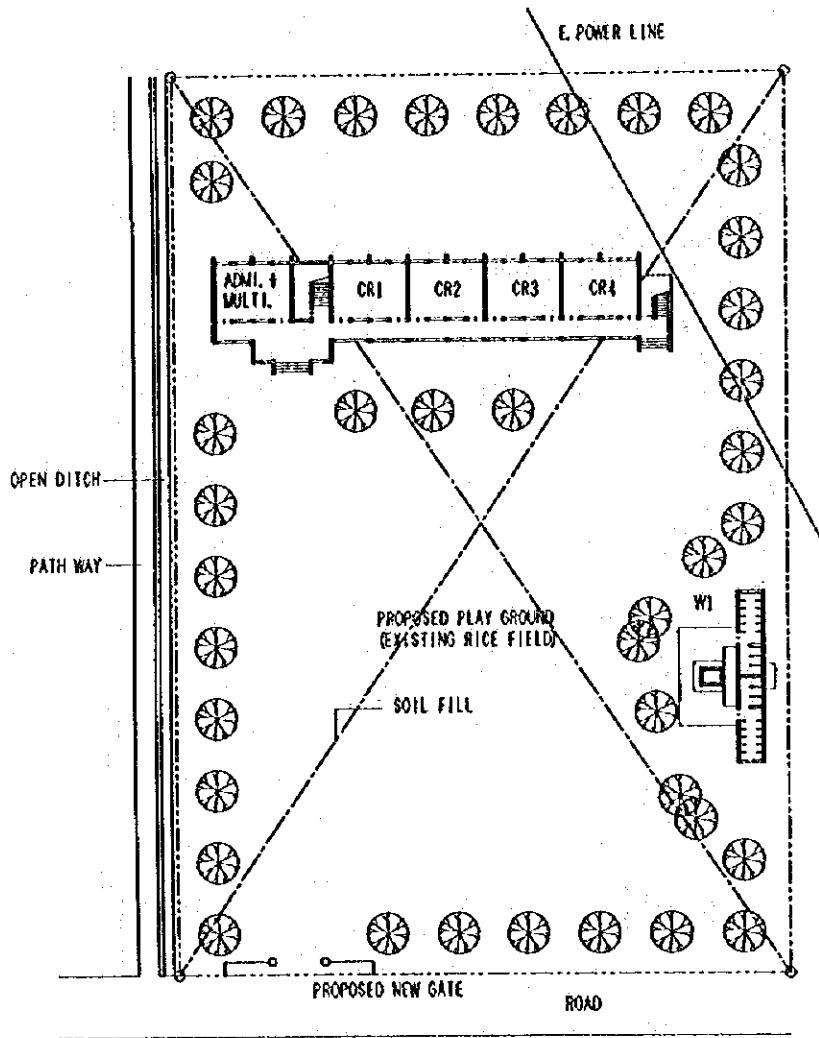 E. POWER LINE
ADMI. +
MULTI.
CR1
CR2
CR3
CR4
OPEN DITCH
PATH WAY
W1
PROPOSED PLAY GROUND
(EXISTING RICE FIELD)
SOIL FILL
PROPOSED NEW GATE
ROAD